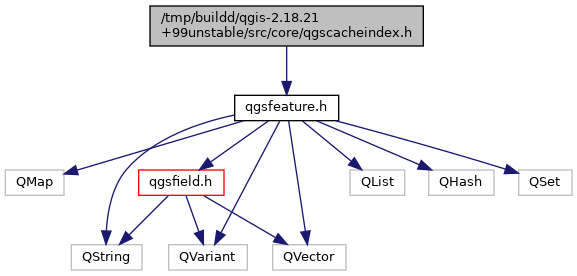 /tmp/buildd/qgis-2.18.21
+99unstable/src/core/qgscacheindex.h
qgsfeature.h
QMap
qgsfield.h
QList
QHash
QSet
QString
QVariant
QVector